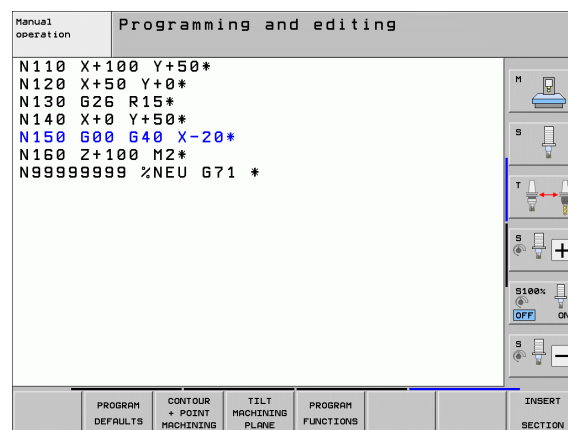 Manual
operation
Programming and editing
N110 X+100 Y+50*
N120 X+50 Y+0*
N130 G26 R15*
N140 X+0 Y+50*
N150 G00 G40 X-20*
N160 Z+100 M2*
N99999999 %NEU G71 *
M
S
T
S
+
S100%
OFF ON
S
-
PROGRAM
DEFAULTS
CONTOUR
+ POINT
MACHINING
TILT
MACHINING
PLANE
PROGRAM
FUNCTIONS
INSERT
SECTION